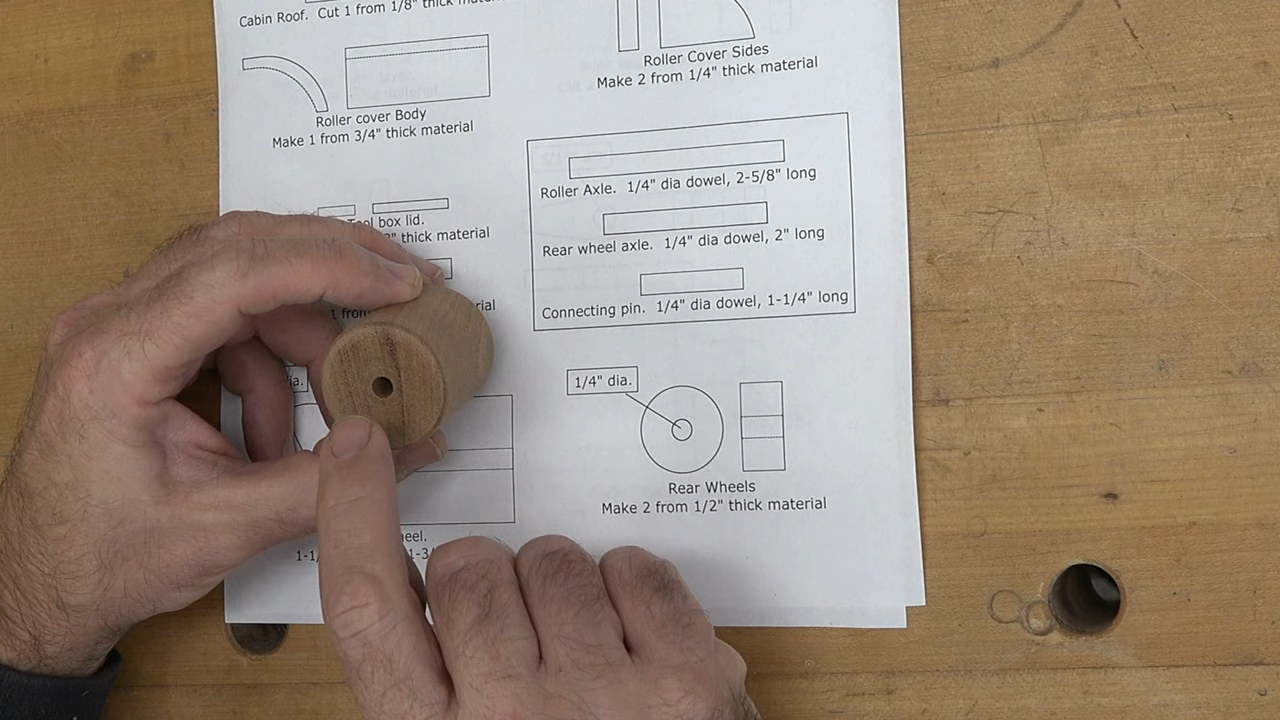 Cabin Roof. Cut 1 from 1/8" thick
Roller Cover Sides
Make 2 from 1/4" thick material
Roller cover Body
Make 1 from 3/4" thick material
Roller Axle. 1/4" dia dowel, 2-5/8" long
box lid.
thick material
Rear wheel axle. 1/4" dia dowel, 2" long
Connecting pin. 1/4" dia dowel, 1-1/4" long
1/4" dia.
Rear Wheels
Make 2 from 1/2" thick material